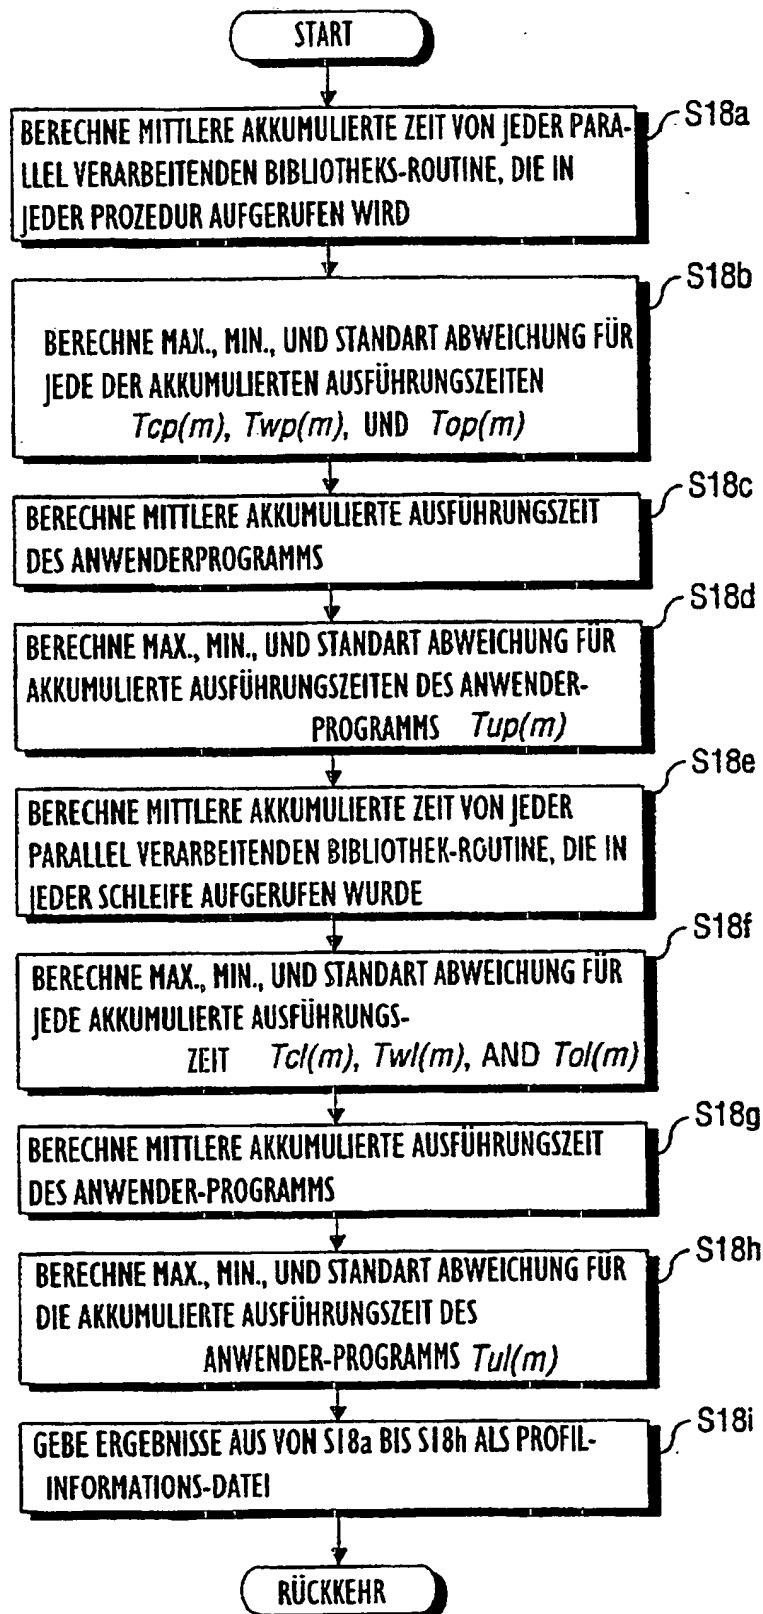 START
S18a
BERECHNE MITTLERE AKKUMULIERTE ZEIT VON JEDER PARA-
LLEL VERARBEITENDEN BIBLIOTHEKS-ROUTINE, DIE IN
JEDER PROZEDUR AUFGERUFEN WIRD
S18b
BERECHNE MAX., MIN., UND STANDART ABWEICHUNG FÜR
JEDE DER AKKUMULIERTEN AUSFÜHRUNGSZEITEN
Tcp(m), Twp(m), UND Top(m)
S18c
BERECHNE MITTLERE AKKUMULIERTE AUSFÜHRUNGSZEIT
DES ANWENDERPROGRAMMS
S18d
BERECHNE MAX., MIN., UND STANDART ABWEICHUNG FÜR
AKKUMULIERTE AUSFÜHRUNGSZEITEN DES ANWENDER-
PROGRAMMS Tup(m)
S18e
BERECHNE MITTLERE AKKUMULIERTE ZEIT VON JEDER
PARALLEL VERARBEITENDEN BIBLIOTHEK-ROUTINE, DIE IN
JEDER SCHLEIFE AUFGERUFEN WURDE
S18f
BERECHNE MAX., MIN., UND STANDART ABWEICHUNG FÜR
JEDE AKKUMULIERTE AUSFÜHRUNGS-
ZEIT Tcl(m), Twl(m), AND Tol(m)
S18g
BERECHNE MITTLERE AKKUMULIERTE AUSFÜHRUNGSZEIT
DES ANWENDER-PROGRAMMS
S18h
BERECHNE MAX., MIN., UND STANDART ABWEICHUNG FÜR
DIE AKKUMULIERTE AUSFÜHRUNGSZEIT DES
ANWENDER-PROGRAMMS Tul(m)
S18i
GEBE ERGEBNISSE AUS VON S18a BIS S18h ALS PROFIL-
INFORMATIONS-DATEI
RÜCKKEHR